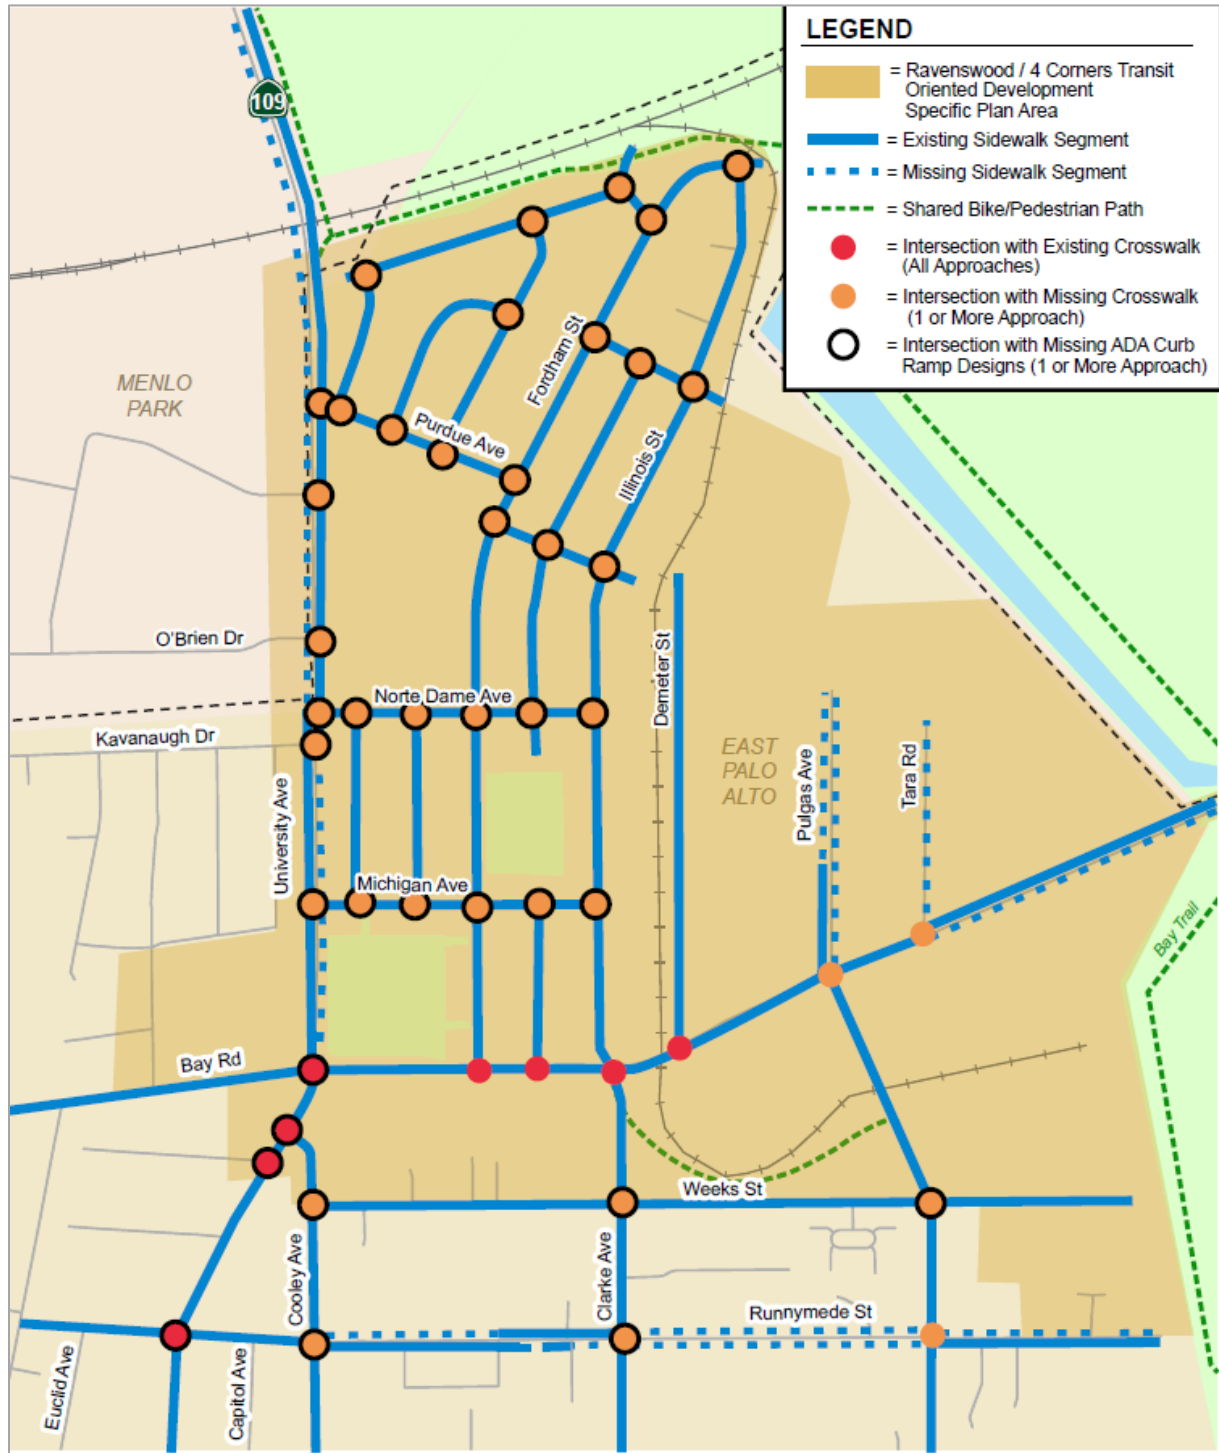 LEGEND
= Ravenswood / 4 Corners Transit
Oriented Development
Specific Plan Area
= Existing Sidewalk Segment
= Missing Sidewalk Segment
= Shared Bike/Pedestrian Path
= Intersection with Existing Crosswalk
(All Approaches)
= Intersection with Missing Crosswalk
(1 or More Approach)
= Intersection with Missing ADA Curb
Ramp Designs (1 or More Approach)
109
MENLO
PARK
Fordham St
Purdue Ave
Illinois St
O'Brien Dr
Norte Dame Ave
Demeter St
Kavanaugh Dr
EAST
PALO
ALTO
Pulgas Ave
Tara Rd
University Ave
Michigan Ave
Bay Trail
Bay Rd
Weeks St
Cooley Ave
Clarke Ave
Runnymede St
Euclid Ave
Capitol Ave